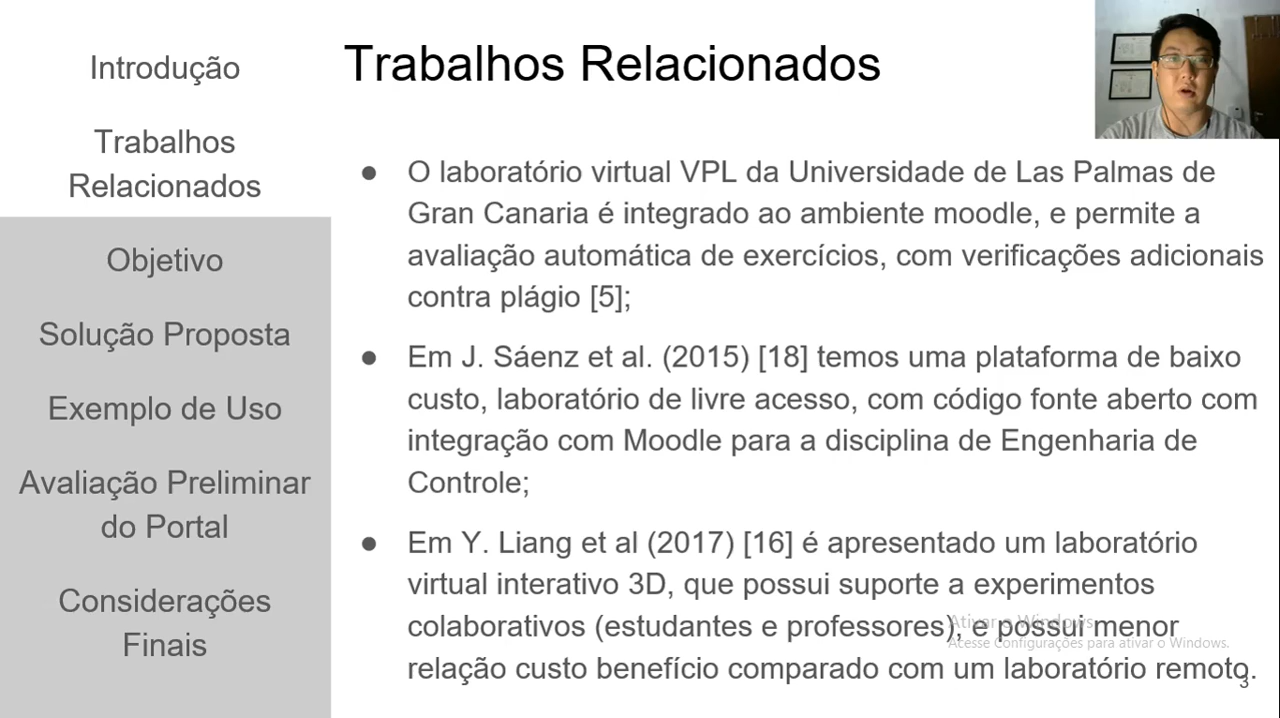 Introdução
Trabalhos
Relacionados
Objetivo
Solução Proposta
Exemplo de Uso
Avaliação Preliminar
do Portal
Considerações
Finais
Trabalhos Relacionados
● O laboratório virtual VPL da Universidade de Las Palmas de
Gran Canaria é integrado ao ambiente moodle, e permite a
avaliação automática de exercícios, com verificações adicionais
contra plágio [5];
● Em J. Sáenz et al. (2015) [18] temos uma plataforma de baixo
custo, laboratório de livre acesso, com código fonte aberto com
integração com Moodle para a disciplina de Engenharia de
Controle;
● Em Y. Liang et al (2017) [16] é apresentado um laboratório
virtual interativo 3D, que possui suporte a experimentos
colaborativos (estudantes e professores), e possui menor
relação custo benefício comparado com um laboratório remoto.
Ativar o Windows
Acesse Configurações para ativar o Windows.
3